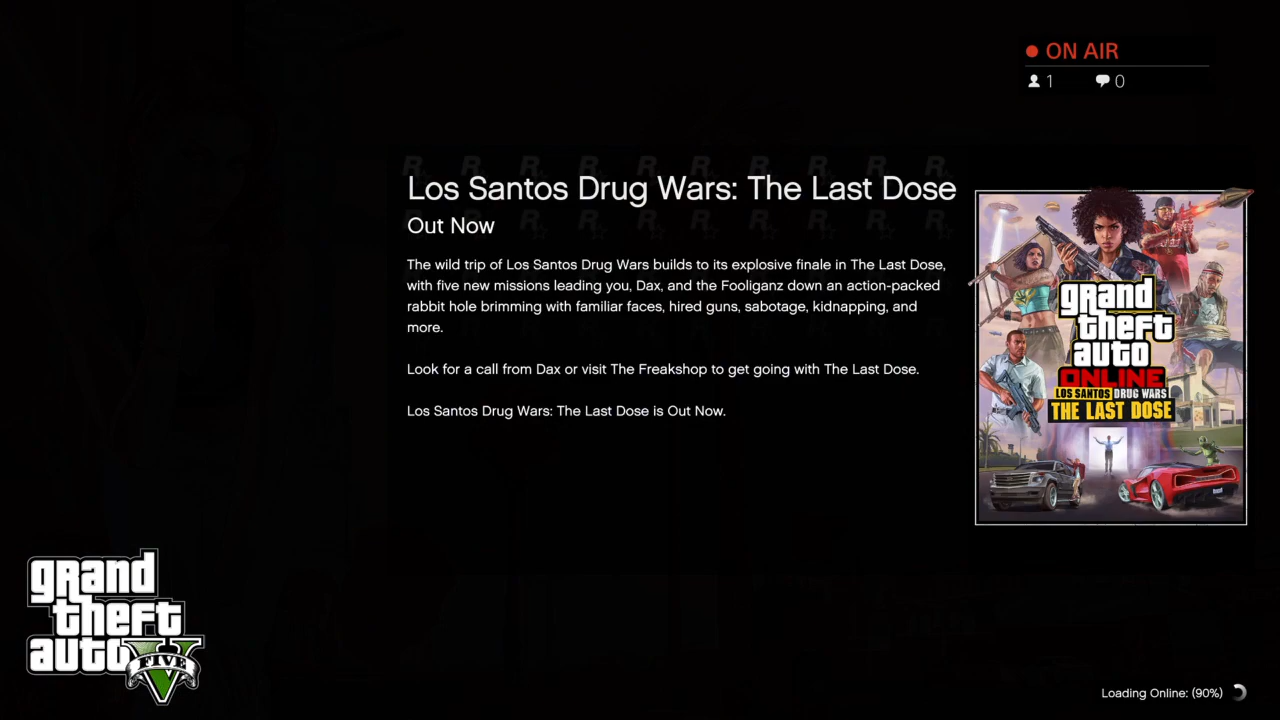 ON AIR
1 0
Los Santos Drug Wars: The Last Dose
Out Now
The wild trip of Los Santos Drug Wars builds to its explosive finale in The Last Dose,
with five new missions leading you, Dax, and the Fooliganz down an action-packed
rabbit hole brimming with familiar faces, hired guns, sabotage, kidnapping, and
more.
Look for a call from Dax or visit The Freakshop to get going with The Last Dose.
Los Santos Drug Wars: The Last Dose is Out Now.
grand
theft
auto
ONLINE
LOS SANTOS DRUG WARS
THE LAST DOSE
grand
theft
auto
V
FIVE
Loading Online: (90%)